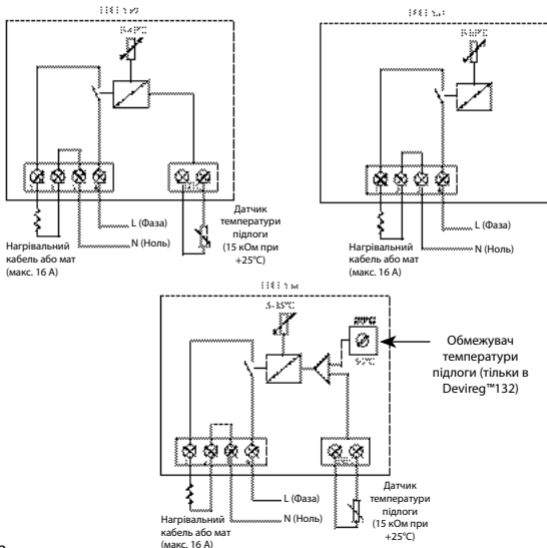 L (Фаза)
N (Ноль)
Нагрівальний
кабель або мат
(макс. 16 А)
Датчик
температури
підлоги
(15 кОм при
+25°C)
L (Фаза)
N (Ноль)
Нагрівальний
кабель або мат
(макс. 16 А)
5-35°C
Обмежувач
температури
підлоги (тільки в
Devireg™132)
L (Фаза)
N (Ноль)
Нагрівальний
кабель або мат
(макс. 16 А)
Датчик
температури
підлоги
(15 кОм при
+25°C)